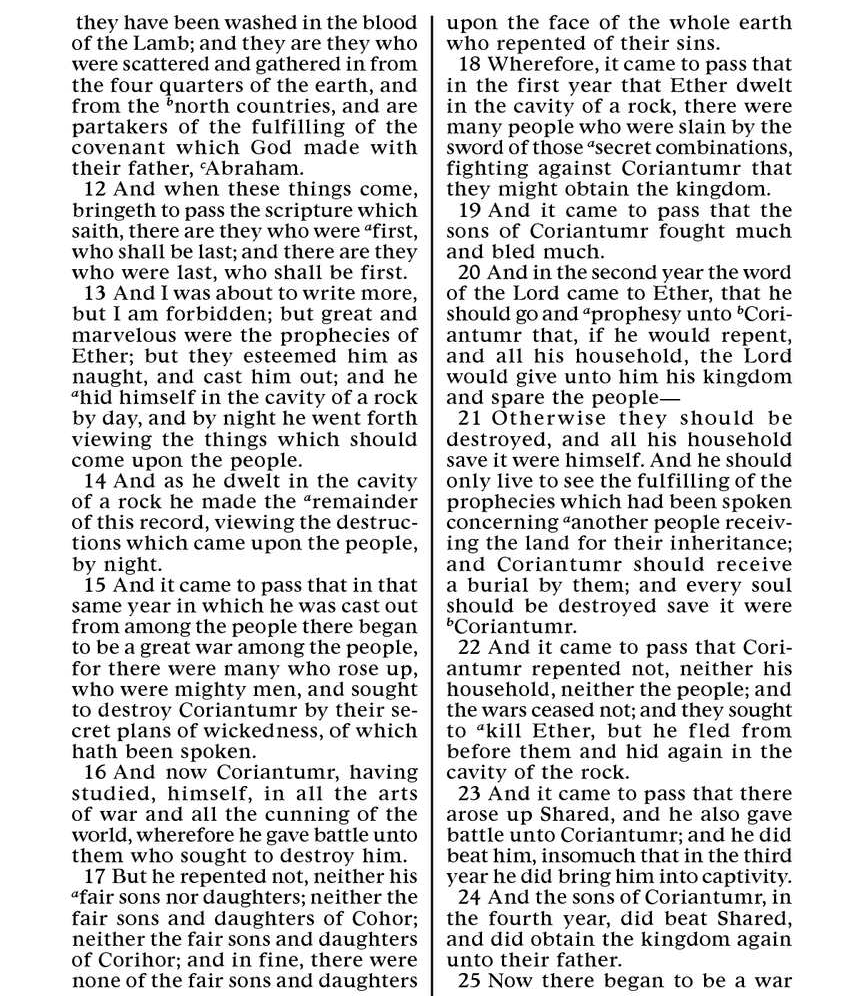 they have been washed in the blood
of the Lamb; and they are they who
were scattered and gathered in from
the four quarters of the earth, and
from the bnorth countries, and are
partakers of the fulfilling of the
covenant which God made with
their father, cAbraham.
12 And when these things come,
bringeth to pass the scripture which
saith, there are they who were afirst,
who shall be last; and there are they
who were last, who shall be first.
13 And I was about to write more,
but I am forbidden; but great and
marvelous were the prophecies of
Ether; but they esteemed him as
naught, and cast him out; and he
ahid himself in the cavity of a rock
by day, and by night he went forth
viewing the things which should
come upon the people.
14 And as he dwelt in the cavity
of a rock he made the aremainder
of this record, viewing the destruc-
tions which came upon the people,
by night.
15 And it came to pass that in that
same year in which he was cast out
from among the people there began
to be a great war among the people,
for there were many who rose up,
who were mighty men, and sought
to destroy Coriantumr by their se-
cret plans of wickedness, of which
hath been spoken.
16 And now Coriantumr, having
studied, himself, in all the arts
of war and all the cunning of the
world, wherefore he gave battle unto
them who sought to destroy him.
17 But he repented not, neither his
afair sons nor daughters; neither the
fair sons and daughters of Cohor;
neither the fair sons and daughters
of Corihor; and in fine, there were
none of the fair sons and daughters
upon the face of the whole earth
who repented of their sins.
18 Wherefore, it came to pass that
in the first year that Ether dwelt
in the cavity of a rock, there were
many people who were slain by the
sword of those asecret combinations,
fighting against Coriantumr that
they might obtain the kingdom.
19 And it came to pass that the
sons of Coriantumr fought much
and bled much.
20 And in the second year the word
of the Lord came to Ether, that he
should go and aprophesy unto bCori-
antumr that, if he would repent,
and all his household, the Lord
would give unto him his kingdom
and spare the people—
21 Otherwise they should be
destroyed, and all his household
save it were himself. And he should
only live to see the fulfilling of the
prophecies which had been spoken
concerning aanother people receiv-
ing the land for their inheritance;
and Coriantumr should receive
a burial by them; and every soul
should be destroyed save it were
bCoriantumr.
22 And it came to pass that Cori-
antumr repented not, neither his
household, neither the people; and
the wars ceased not; and they sought
to akill Ether, but he fled from
before them and hid again in the
cavity of the rock.
23 And it came to pass that there
arose up Shared, and he also gave
battle unto Coriantumr; and he did
beat him, insomuch that in the third
year he did bring him into captivity.
24 And the sons of Coriantumr, in
the fourth year, did beat Shared,
and did obtain the kingdom again
unto their father.
25 Now there began to be a war